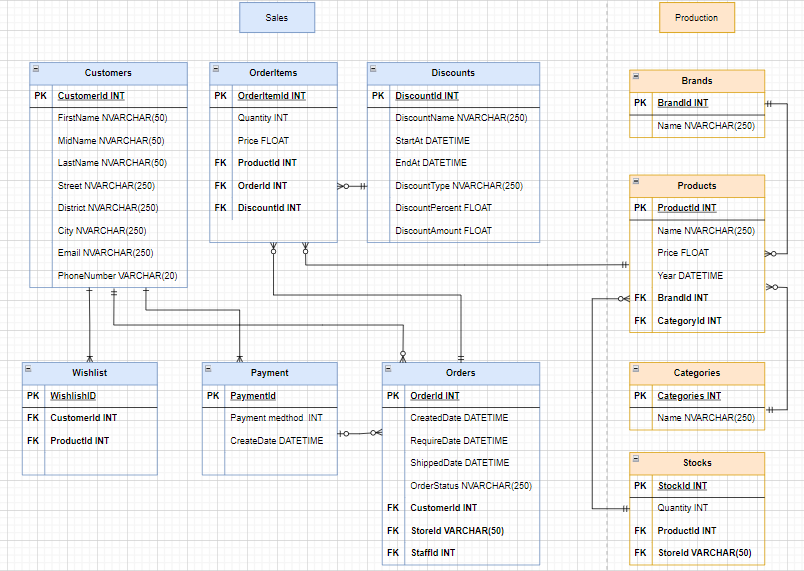 Sales
Production
Customers
PK CustomerId INT
FirstName NVARCHAR(50)
MidName NVARCHAR(50)
LastName NVARCHAR(50)
Street NVARCHAR(250)
District NVARCHAR(250)
City NVARCHAR(250)
Email NVARCHAR(250)
PhoneNumber VARCHAR(20)
OrderItems
PK OrderItemId INT
Quantity INT
Price FLOAT
FK ProductId INT
FK OrderId INT
FK DiscountId INT
Discounts
PK DiscountId INT
DiscountName NVARCHAR(250)
StartAt DATETIME
EndAt DATETIME
DiscountType NVARCHAR(250)
DiscountPercent FLOAT
DiscountAmount FLOAT
Brands
PK BrandId INT
Name NVARCHAR(250)
Products
PK ProductId INT
Name NVARCHAR(250)
Price FLOAT
Year DATETIME
FK BrandId INT
FK CategoryId INT
Wishlist
PK WishlishID
FK CustomerId INT
FK ProductId INT
Payment
PK PaymentId
Payment medthod INT
CreateDate DATETIME
Orders
PK OrderId INT
CreatedDate DATETIME
RequireDate DATETIME
ShippedDate DATETIME
OrderStatus NVARCHAR(250)
FK CustomerId INT
FK StoreId VARCHAR(50)
FK StaffId INT
Categories
PK Categories INT
Name NVARCHAR(250)
Stocks
PK StockId INT
Quantity INT
FK ProductId INT
FK StoreId VARCHAR(50)